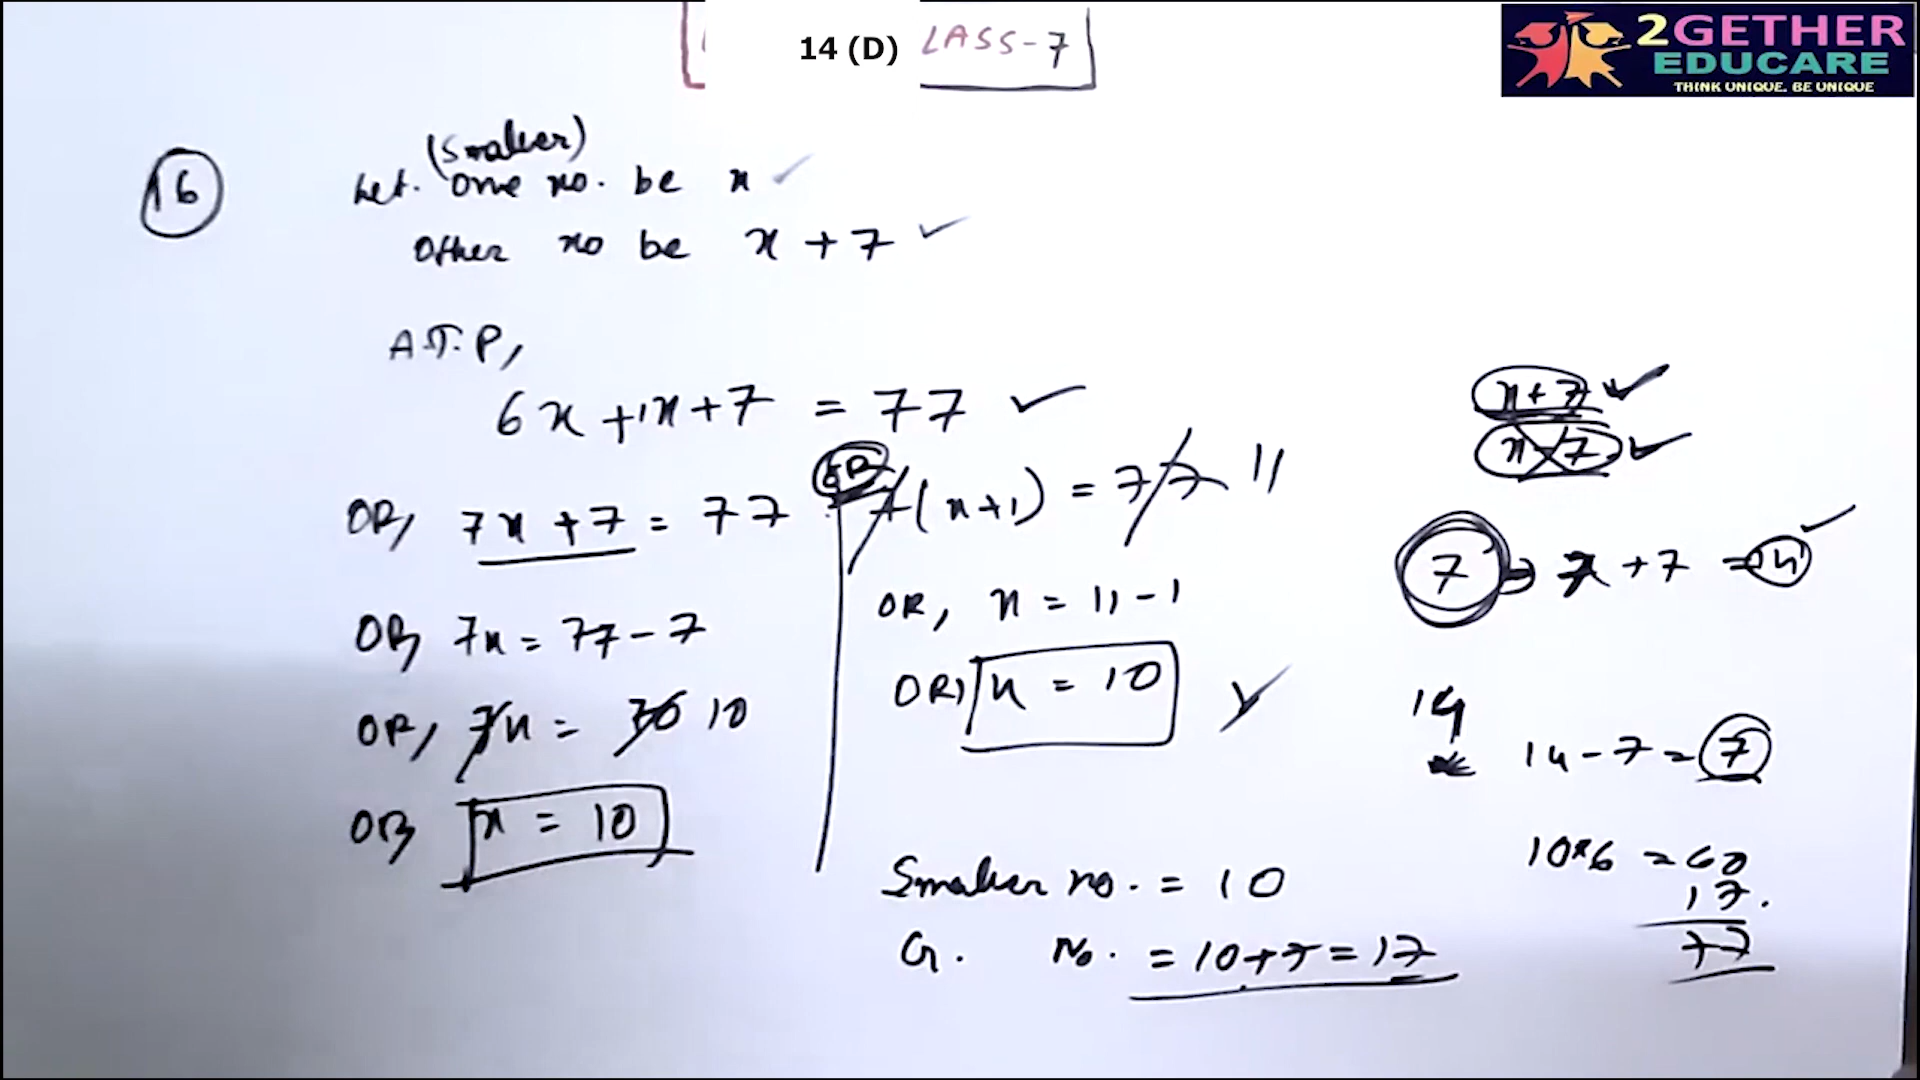 14 (D) LASS-7
2GETHER
EDUCARE
THINK UNIQUE. BE UNIQUE
16
(Smaller)
Let. one no. be x
Other no be x + 7
A.T.P,
6x + 1x + 7 = 77
OR, 7x + 7 = 77
OR, 7x = 77 - 7
OR, 7x = 70 10
OR, x = 10
OR 7(x+1) = 77 11
OR, x = 11 - 1
OR, x = 10
Smaller no. = 10
G. No. = 10+7 = 17
x + 7
x - 7
7 → 7 + 7 = 14
14
14 - 7 = 7
10×6 = 60
17.
77